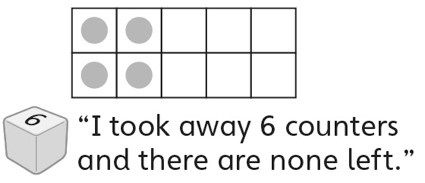 6
“I took away 6 counters
and there are none left.”